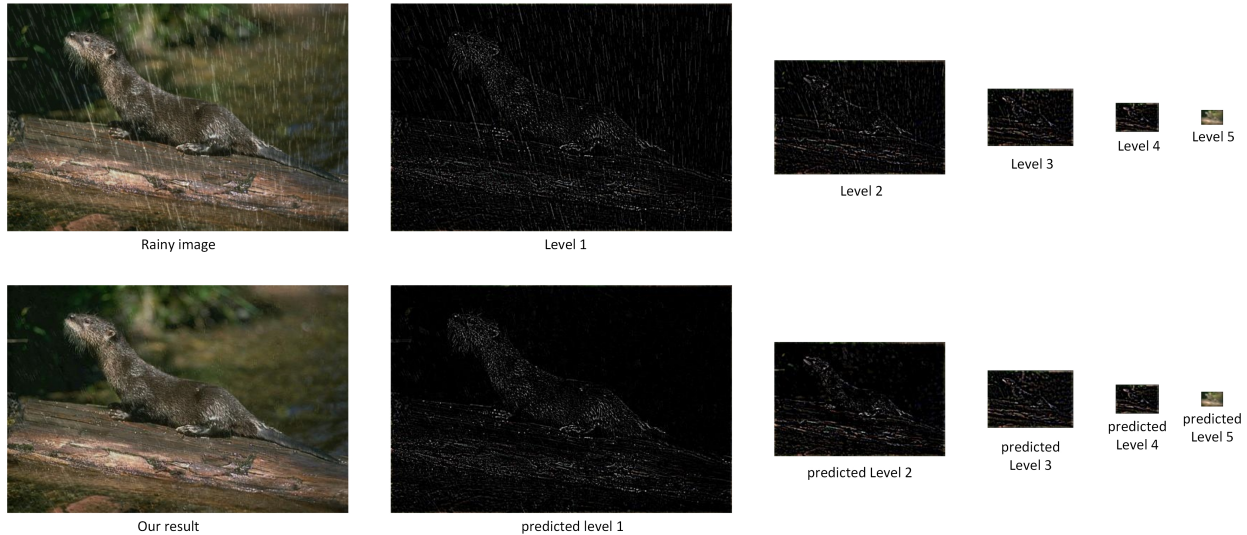 Rainy image
Level 1
Level 2
Level 3
Level 4
Level 5
Our result
predicted level 1
predicted Level 2
predicted
Level 3
predicted
Level 4
predicted
Level 5